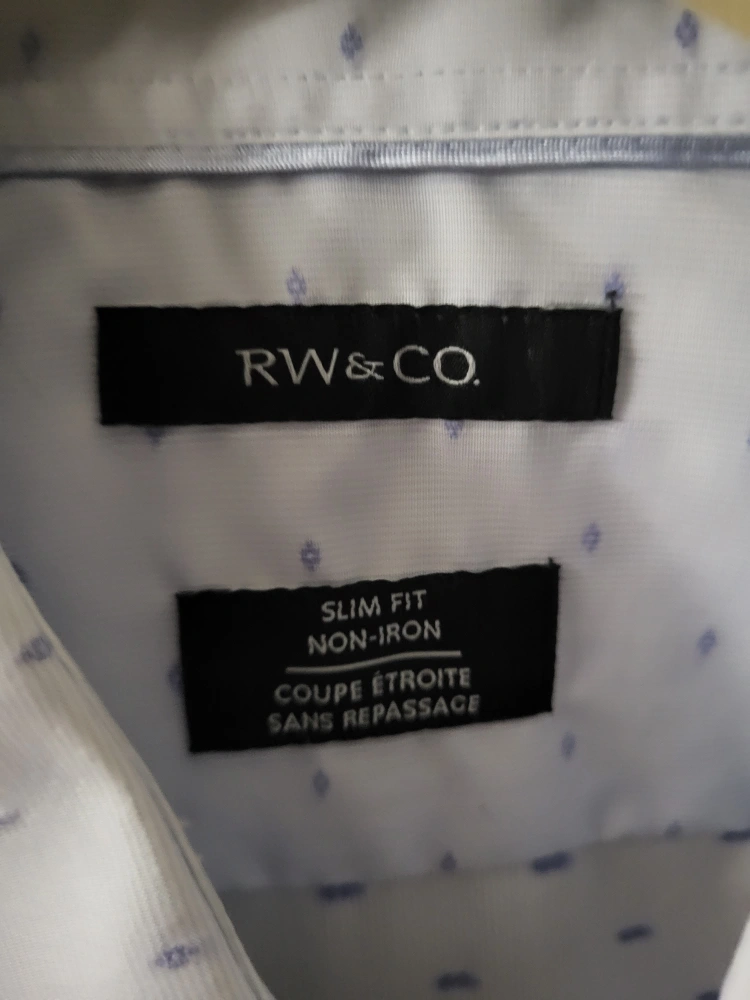 RW&CO.
SLIM FIT
NON-IRON
COUPE ÉTROITE
SANS REPASSAGE